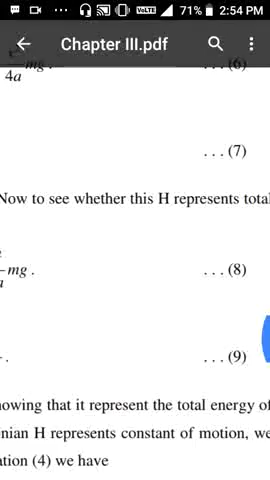 VoLTE 71% 2:54 PM
Chapter III.pdf
4a mg . . . . (6)
. . . (7)
Now to see whether this H represents total
mg . . . . (8)
. . . . (9)
howing that it represent the total energy of
nian H represents constant of motion, we
ation (4) we have